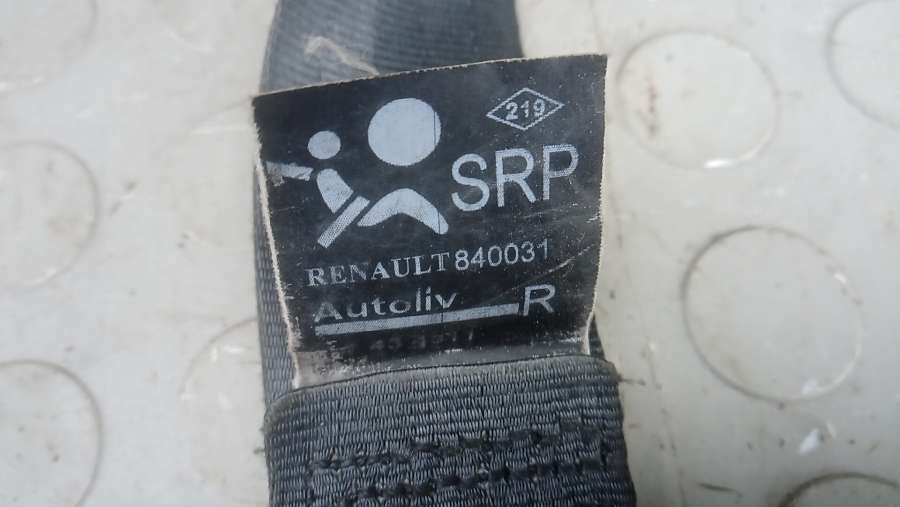 219
SRP
RENAULT 840031
Autoliv R